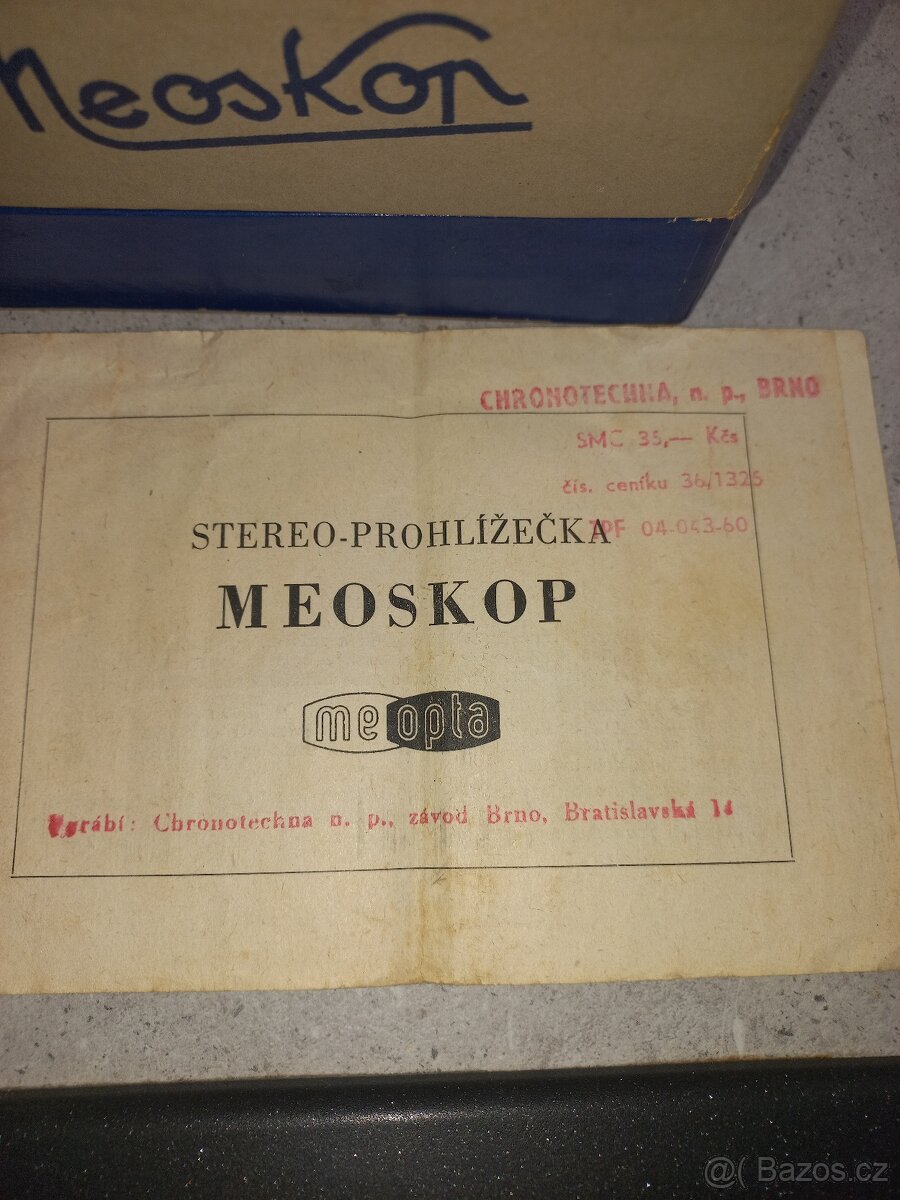 Meoskop
CHRONOTECHNA, n. p., BRNO
SMC 35,— Kčs
čís. ceníku 36/1325
TPF 04-043-60
STEREO-PROHLÍŽEČKA
MEOSKOP
meopta
Vyrábí: Chronotechna n. p., závod Brno, Bratislavská 14
@( Bazos.cz